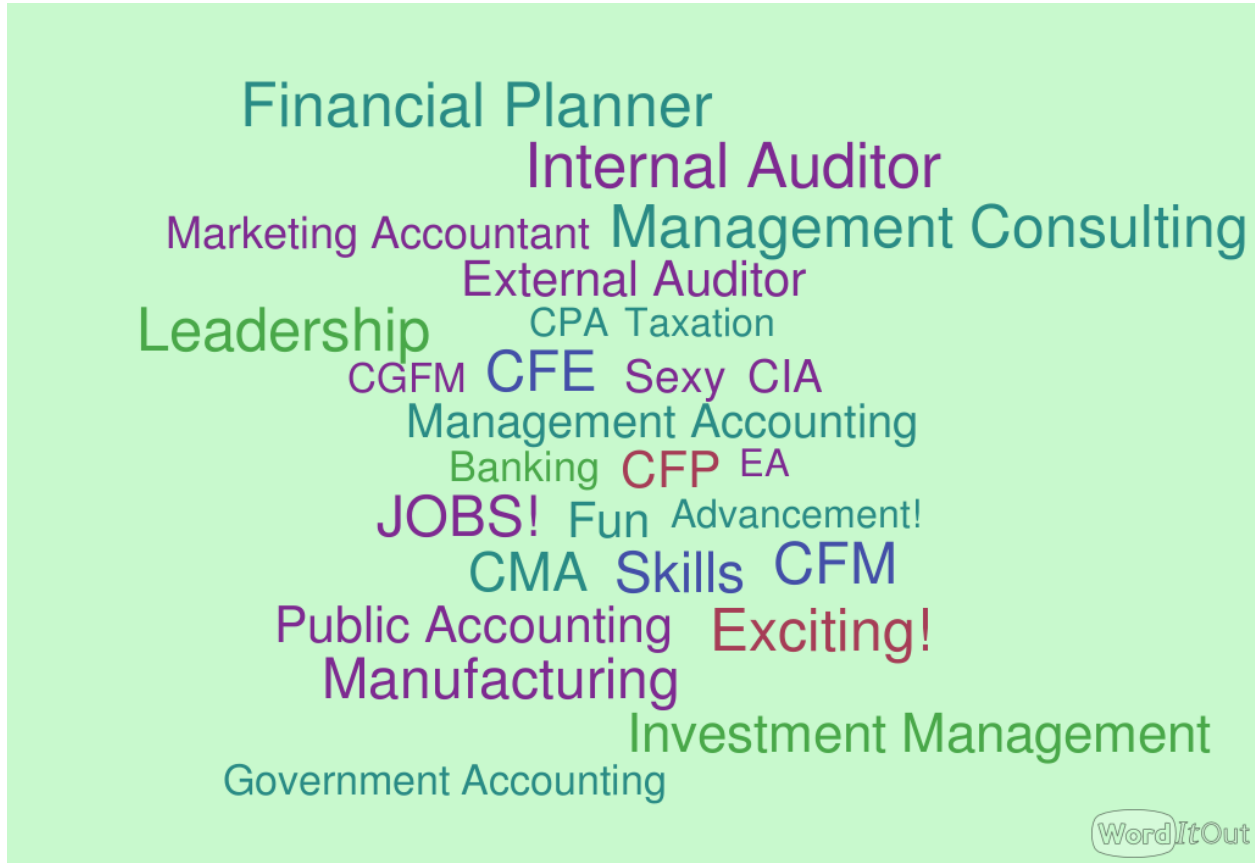 Financial Planner
Internal Auditor
Marketing Accountant Management Consulting
External Auditor
Leadership CPA Taxation
CGFM CFE Sexy CIA
Management Accounting
Banking CFP EA
JOBS! Fun Advancement!
CMA Skills CFM
Public Accounting Exciting!
Manufacturing
Investment Management
Government Accounting
WordItOut